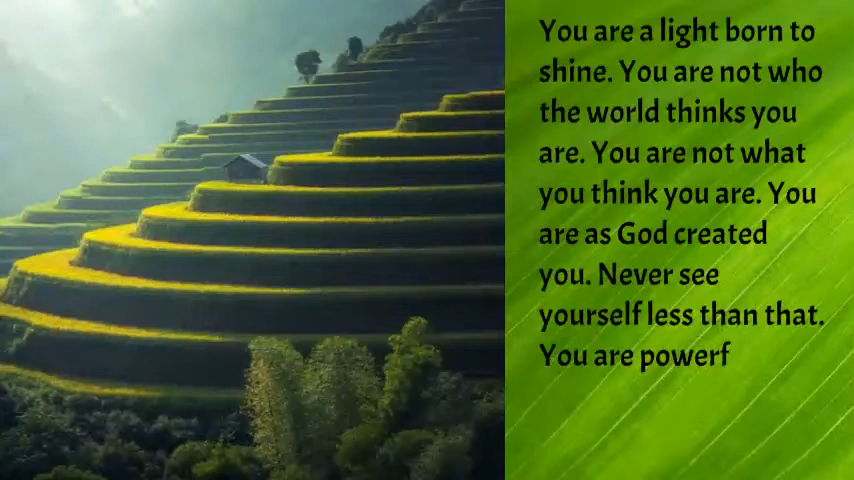 You are a light born to
shine. You are not who
the world thinks you
are. You are not what
you think you are. You
are as God created
you. Never see
yourself less than that.
You are powerf